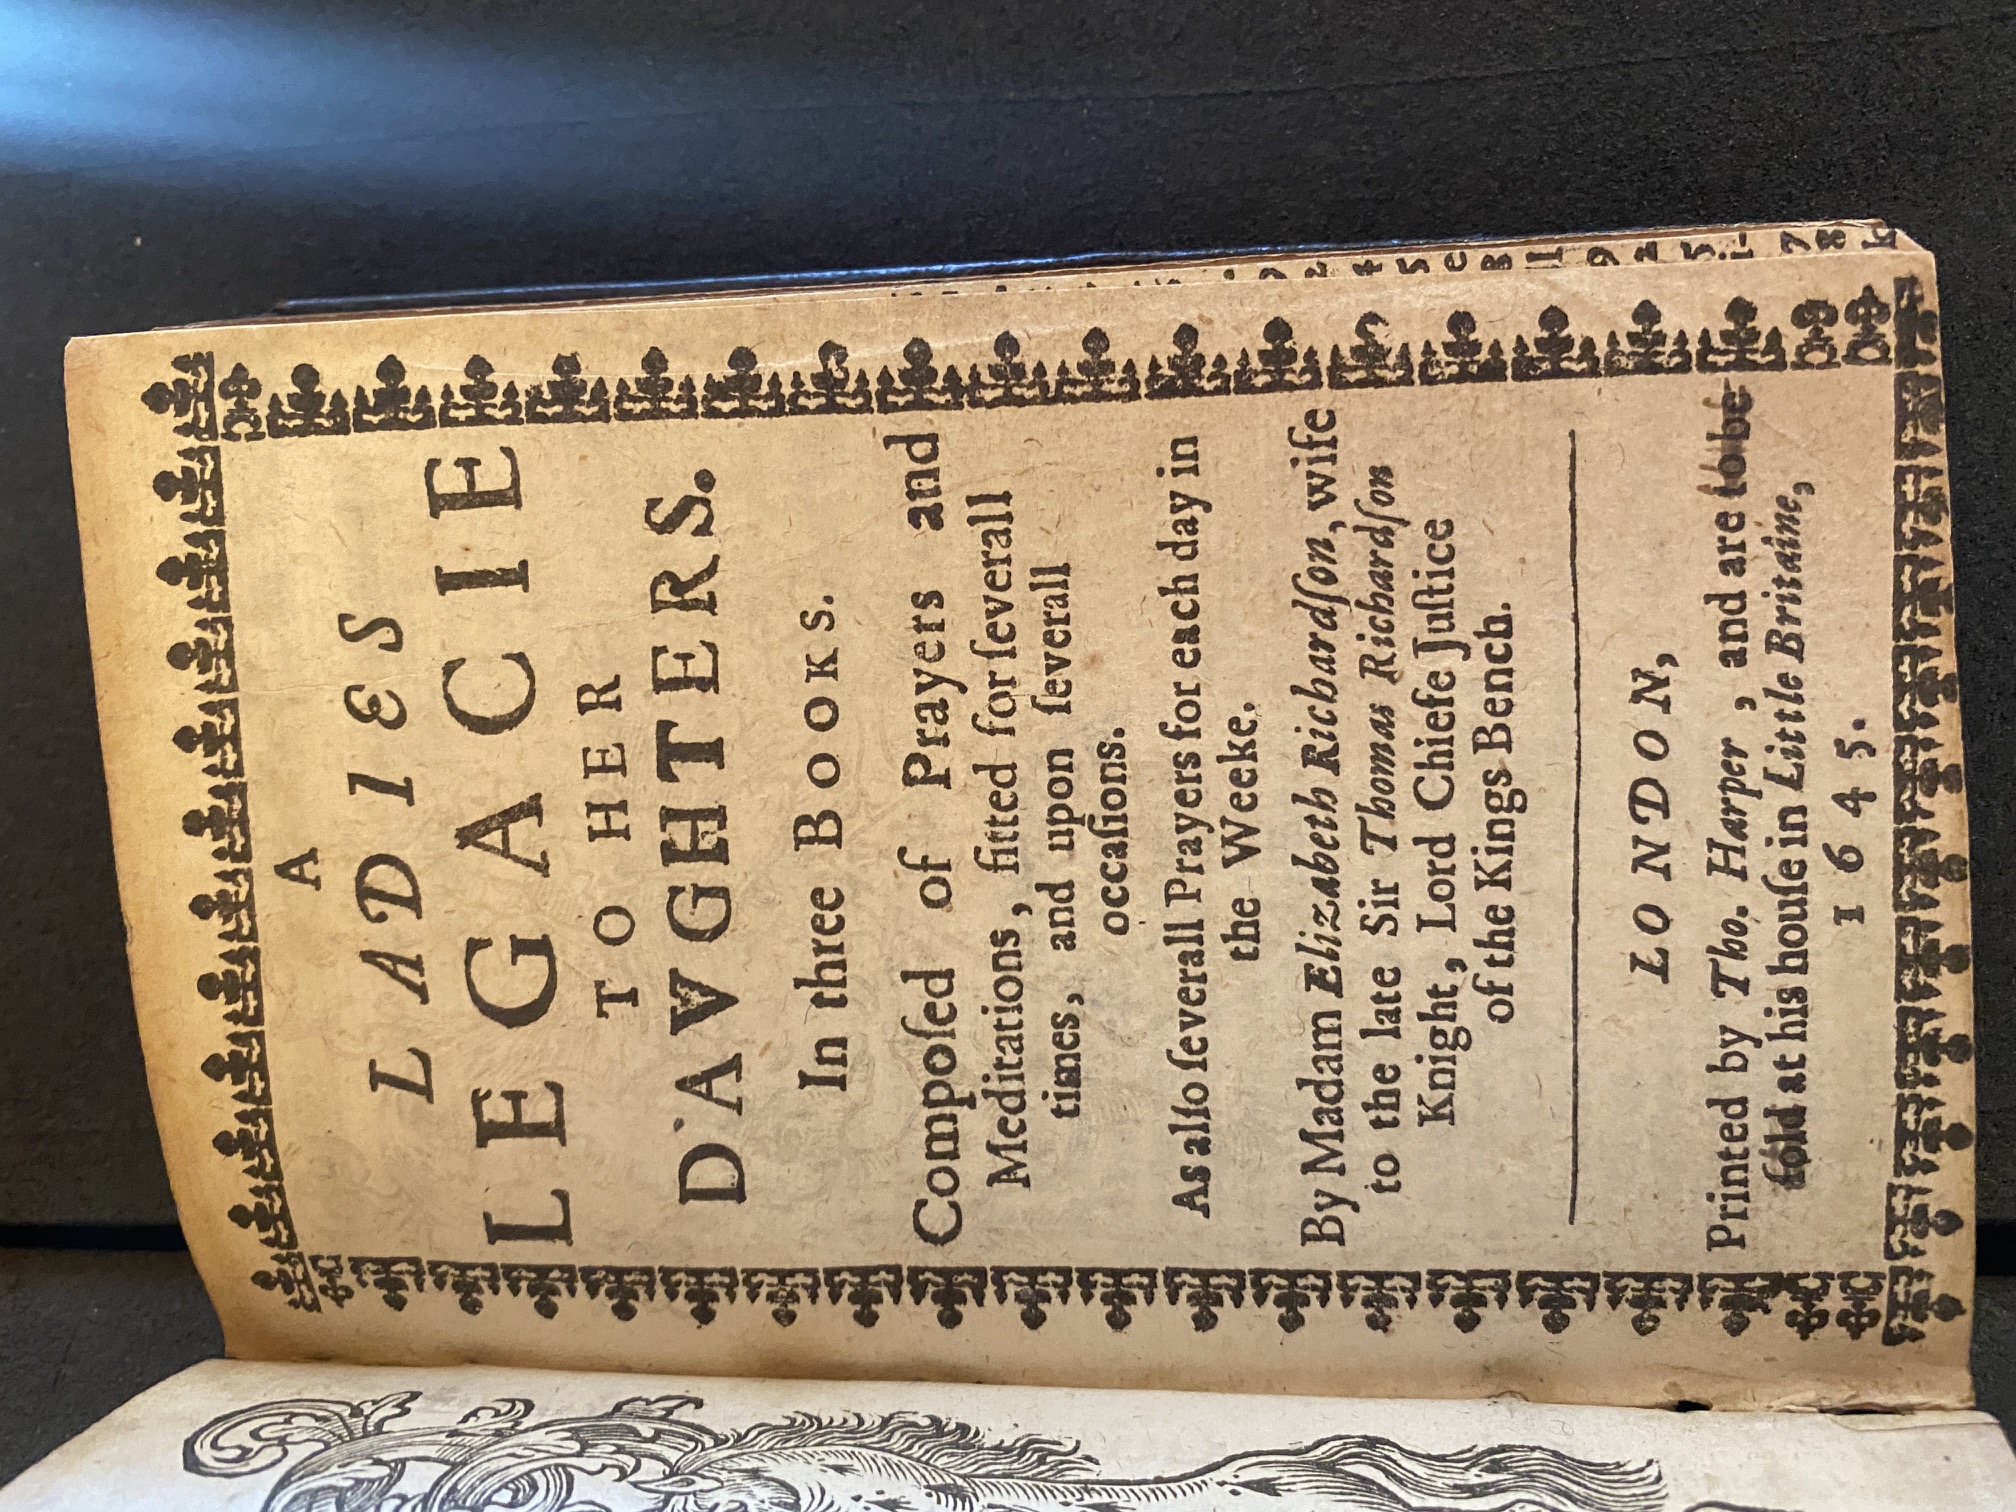 A
LADIES
LEGACIE
TO HER
DAVGHTERS.
In three BOOKS.
Compoſed of Prayers and
Meditations, fitted for ſeverall
times, and upon ſeverall
occaſions.
As alſo ſeverall Prayers for each day in
the Weeke.
By Madam Elizabeth Richardſon, wife
to the late Sir Thomas Richardſon
Knight, Lord Chiefe Juſtice
of the Kings Bench.
LONDON,
Printed by Tho. Harper, and are to be
ſold at his houſe in Little Britaine,
1645.